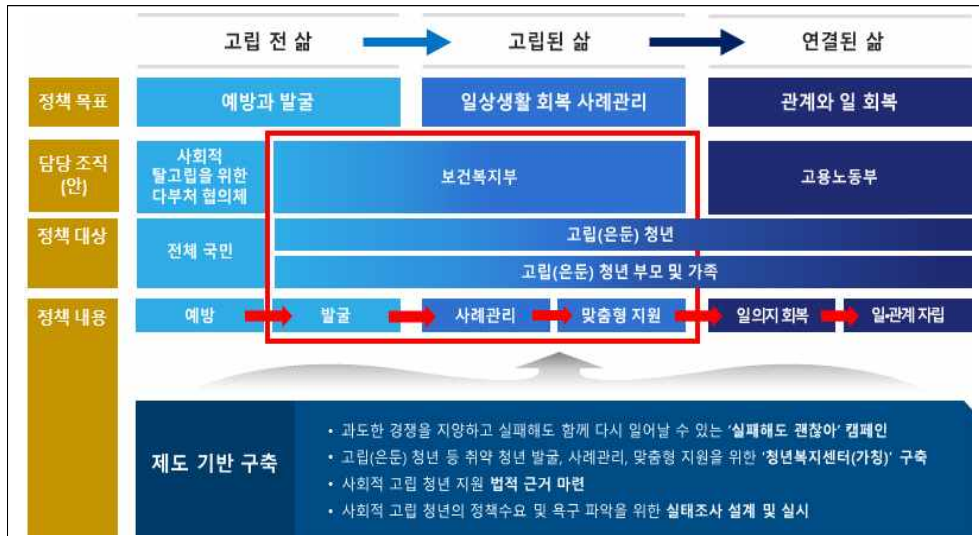 고립 전 삶
고립된 삶
연결된 삶
정책 목표
예방과 발굴
일상생활 회복 사례관리
관계와 일 회복
담당 조직
(안)
사회적
탈고립을 위한
다부처 협의체
보건복지부
고용노동부
정책 대상
전체 국민
고립(은둔) 청년
고립(은둔) 청년 부모 및 가족
정책 내용
예방
발굴
사례관리
맞춤형 지원
일의지 회복
일•관계 자립
제도 기반 구축
• 과도한 경쟁을 지양하고 실패해도 함께 다시 일어날 수 있는 ‘실패해도 괜찮아’ 캠페인
• 고립(은둔) 청년 등 취약 청년 발굴, 사례관리, 맞춤형 지원을 위한 ‘청년복지센터(가칭)’ 구축
• 사회적 고립 청년 지원 법적 근거 마련
• 사회적 고립 청년의 정책수요 및 욕구 파악을 위한 실태조사 설계 및 실시